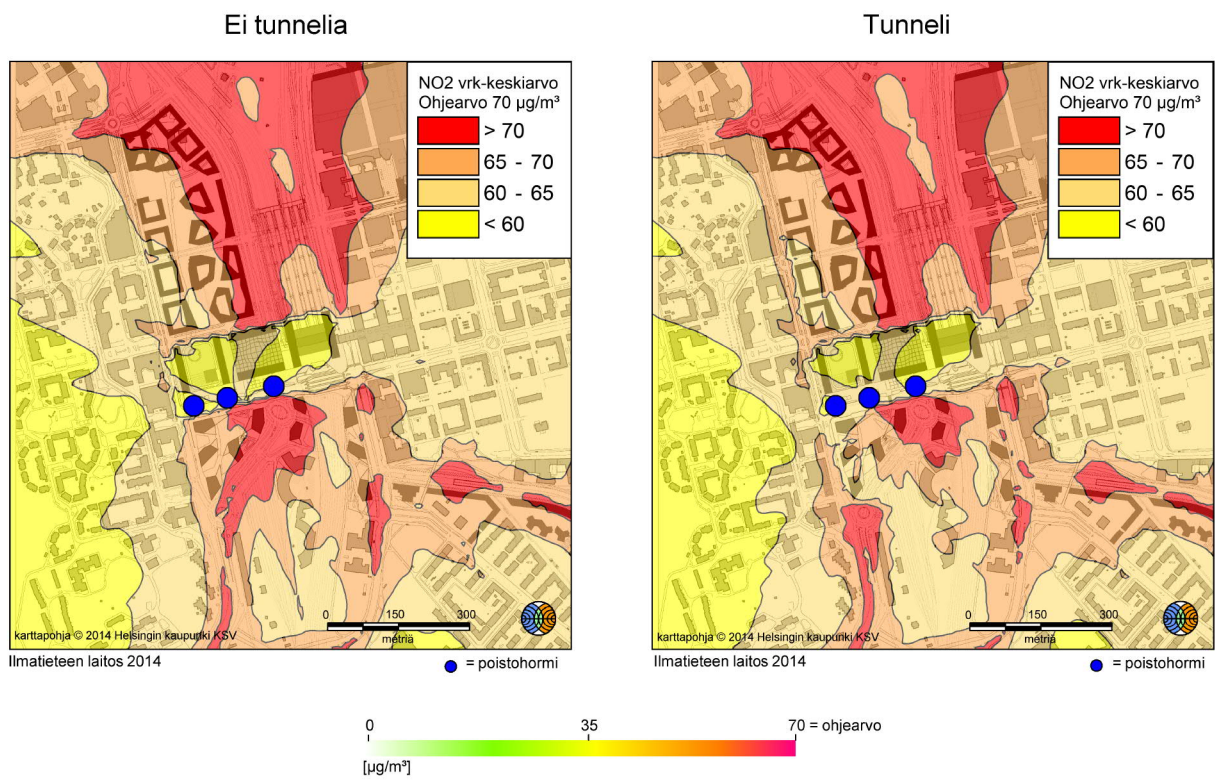 Ei tunnelia
NO2 vrk-keskiarvo
Ohjearvo 70 µg/m³
> 70
65 - 70
60 - 65
< 60
0 150 300
metriä
karttapohja © 2014 Helsingin kaupuriki KSV
Ilmatieteen laitos 2014
= poistohormi
Tunneli
NO2 vrk-keskiarvo
Ohjearvo 70 µg/m³
> 70
65 - 70
60 - 65
< 60
0 150 300
metriä
karttapohja © 2014 Helsingin kaupuriki KSV
Ilmatieteen laitos 2014
= poistohormi
0 35 70 = ohjearvo
[µg/m³]